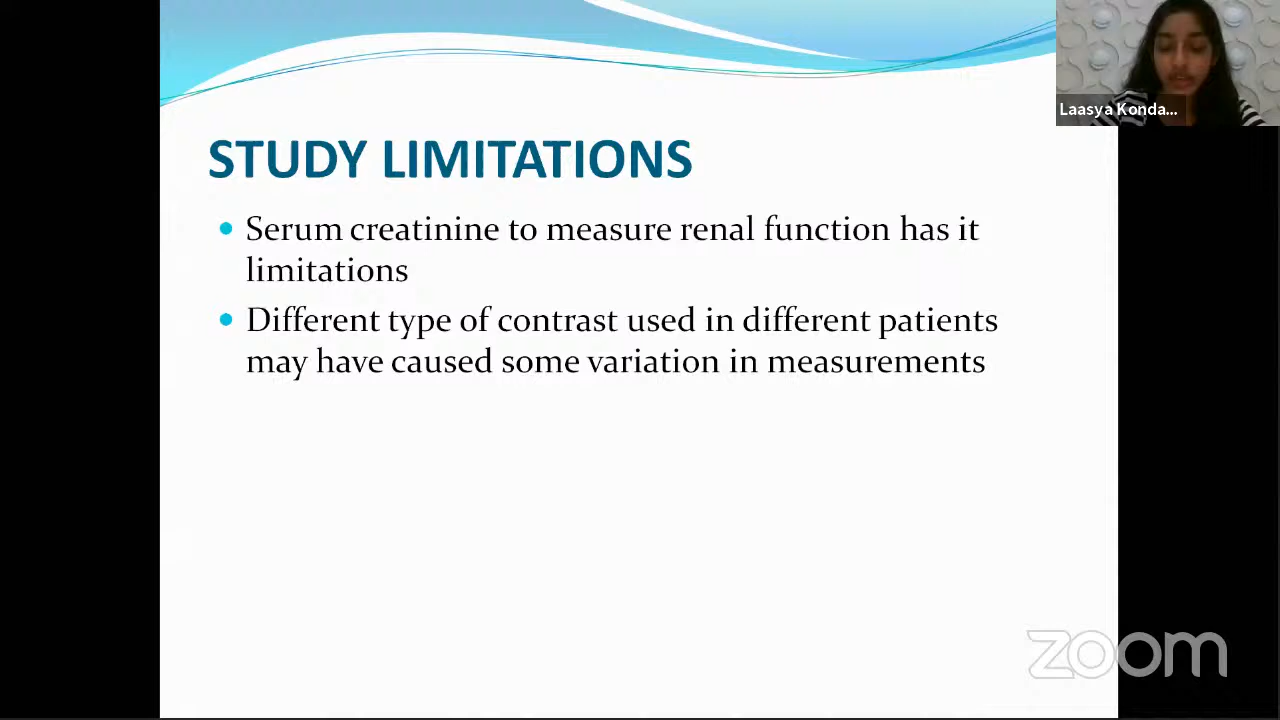 Laasya Konda...
STUDY LIMITATIONS
• Serum creatinine to measure renal function has it
limitations
• Different type of contrast used in different patients
may have caused some variation in measurements
zoom